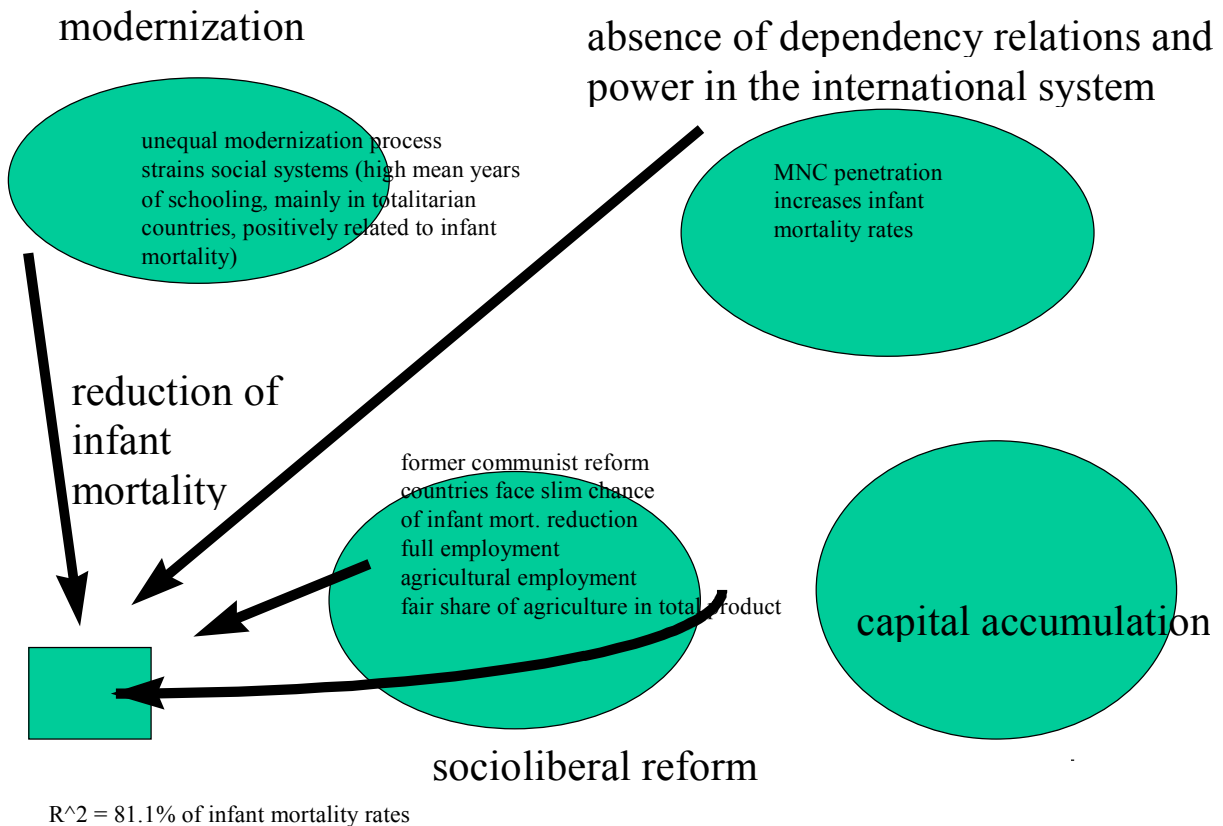 modernization
absence of dependency relations and
power in the international system
unequal modernization process
strains social systems (high mean years
of schooling, mainly in totalitarian
countries, positively related to infant
mortality)
MNC penetration
increases infant
mortality rates
reduction of
infant
mortality
former communist reform
countries face slim chance
of infant mort. reduction
full employment
agricultural employment
fair share of agriculture in total product
capital accumulation
socioliberal reform
R^2 = 81.1% of infant mortality rates